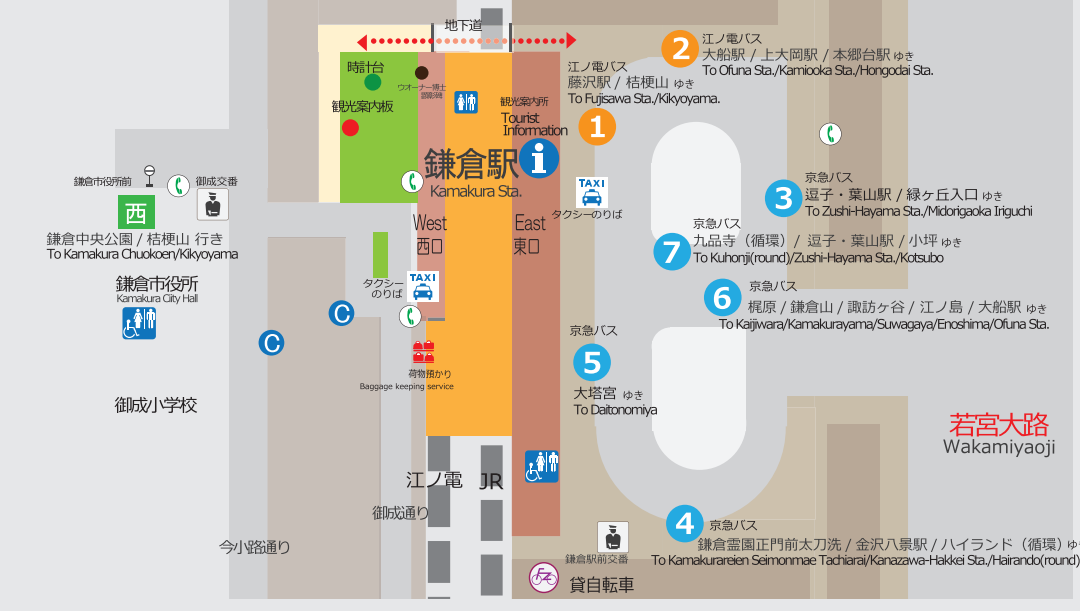 地下道
江ノ電バス
2
大船駅 / 上大岡駅 / 本郷台駅 ゆき
To Ofuna Sta./Kamiooka Sta./Hongodai Sta.
江ノ電バス
藤沢駅 / 桔梗山 ゆき
To Fujisawa Sta./Kikyoyama.
1
時計台
ウオーナー博士
観光案内板
観光案内所
Tourist
Information
i
鎌倉駅
Kamakura Sta.
West
西口
East
東口
TAXI
タクシーのりば
鎌倉市役所前
御成交番
西
鎌倉中央公園 / 桔梗山 行き
To Kamakura Chuokoen/Kikyoyama
鎌倉市役所
Kamakura City Hall
タクシー
のりば
TAXI
C
C
荷物預かり
Baggage keeping service
御成小学校
京急バス
3
逗子・葉山駅 / 緑ヶ丘入口 ゆき
To Zushi-Hayama Sta./Midorigaoka Iriguchi
京急バス
7
九品寺（循環）/ 逗子・葉山駅 / 小坪 ゆき
To Kuhonji(round)/Zushi-Hayama Sta./Kotsubo
京急バス
6
梶原 / 鎌倉山 / 諏訪ヶ谷 / 江ノ島 / 大船駅 ゆき
To Kaijiwara/Kamakurayama/Suwagaya/Enoshima/Ofuna Sta.
京急バス
5
大塔宮 ゆき
To Daitonomiya
若宮大路
Wakamiyaoji
江ノ電
JR
御成通り
今小路通り
4
京急バス
鎌倉霊園正門前太刀洗 / 金沢八景駅 / ハイランド（循環）ゆき
To Kamakurareien Seimonmae Tachiarai/Kanazawa-Hakkei Sta./Hairando(round)
鎌倉駅前交番
貸自転車